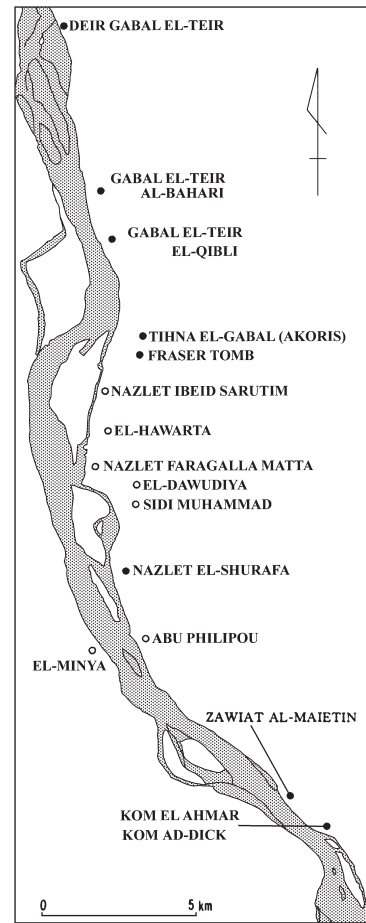 DEIR GABAL EL-TEIR
GABAL EL-TEIR
AL-BAHARI
GABAL EL-TEIR
EL-QIBLI
TIHNA EL-GABAL (AKORIS)
FRASER TOMB
NAZLET IBEID SARUTIM
EL-HAWARTA
NAZLET FARAGALLA MATTA
EL-DAWUDIYA
SIDI MUHAMMAD
NAZLET EL-SHURAFA
ABU PHILIPOU
EL-MINYA
ZAWIAT AL-MAIETIN
KOM EL AHMAR
KOM AD-DICK
0 5 km